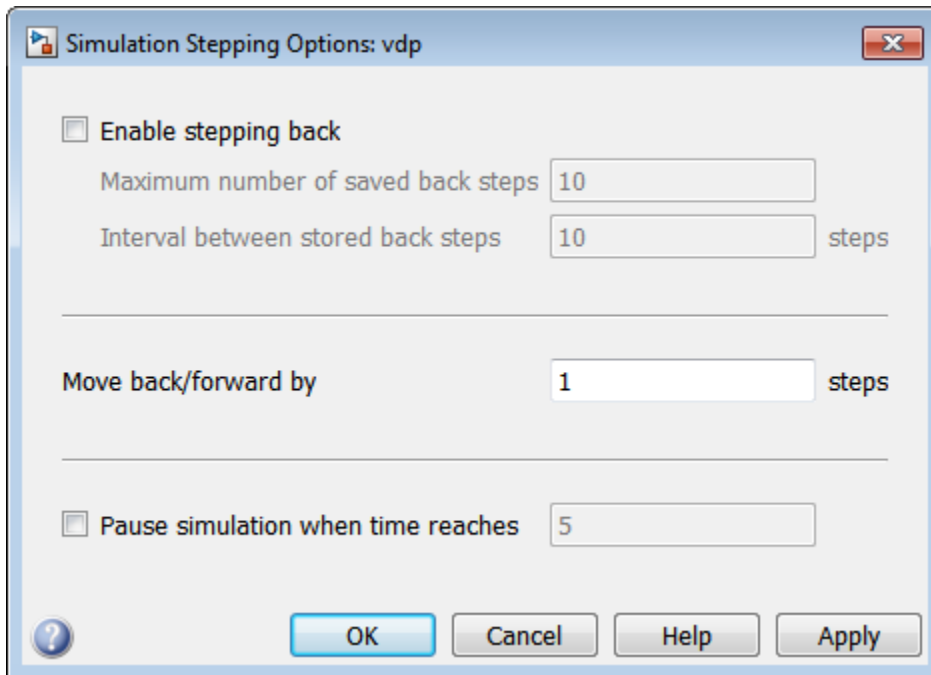 Simulation Stepping Options: vdp
Enable stepping back
Maximum number of saved back steps 10
Interval between stored back steps 10 steps
Move back/forward by 1 steps
Pause simulation when time reaches 5
? OK Cancel Help Apply